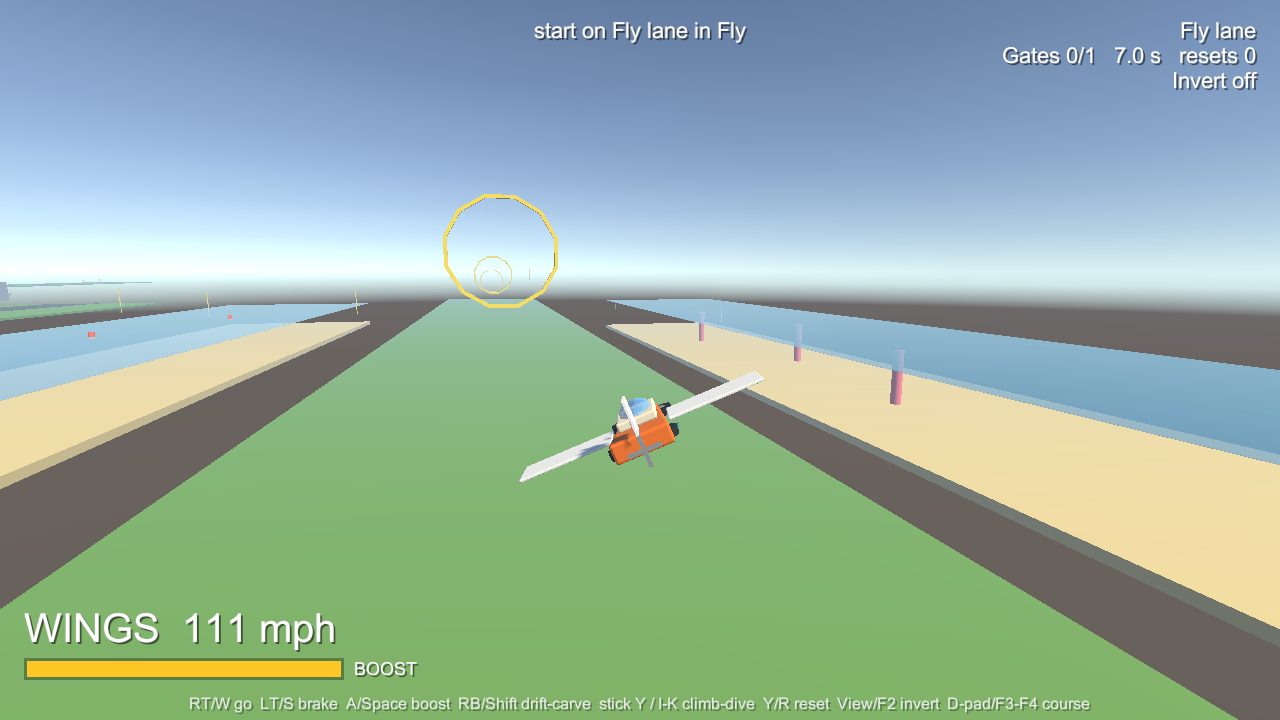 start on Fly lane in Fly
Fly lane
Gates 0/1 7.0 s resets 0
Invert off
WINGS 111 mph
BOOST
RT/W go LT/S brake A/Space boost RB/Shift drift-carve stick Y / I-K climb-dive Y/R reset View/F2 invert D-pad/F3-F4 course